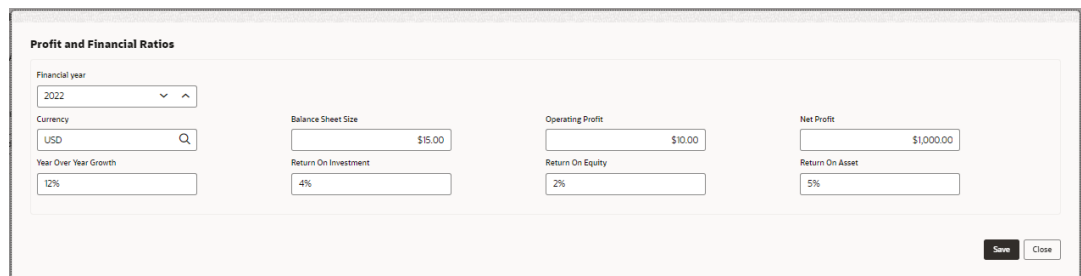 Profit and Financial Ratios
Financial year
2022
Currency Balance Sheet Size Operating Profit Net Profit
USD $15.00 $10.00 $1,000.00
Year Over Year Growth Return On Investment Return On Equity Return On Asset
12% 4% 2% 5%
Save Close